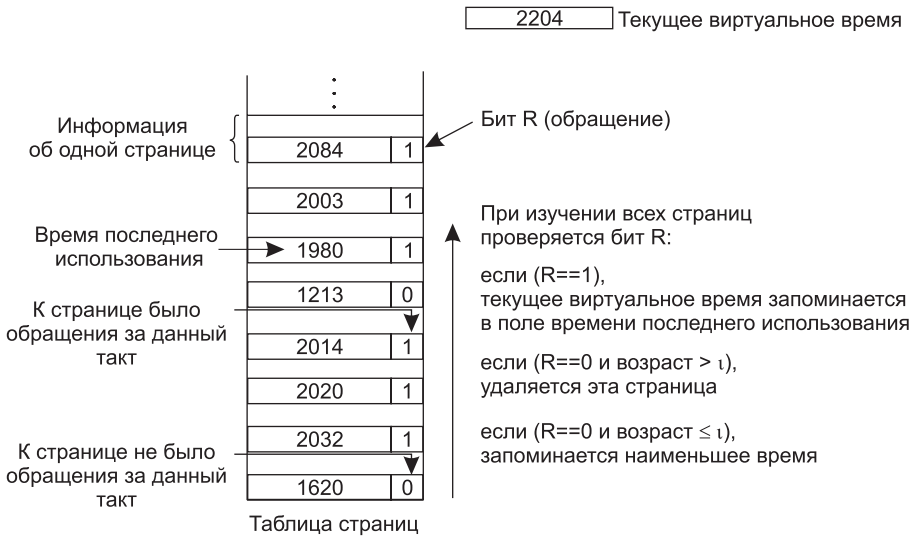 2204 Текущее виртуальное время
Информация
об одной странице
Бит R (обращение)
2084 1
2003 1
Время последнего
использования
1980 1
1213 0
К странице было
обращения за данный
такт
2014 1
2020 1
2032 1
К странице не было
обращения за данный
такт
1620 0
Таблица страниц
При изучении всех страниц
проверяется бит R:
если (R==1),
текущее виртуальное время запоминается
в поле времени последнего использования
если (R==0 и возраст > ι),
удаляется эта страница
если (R==0 и возраст ≤ ι),
запоминается наименьшее время